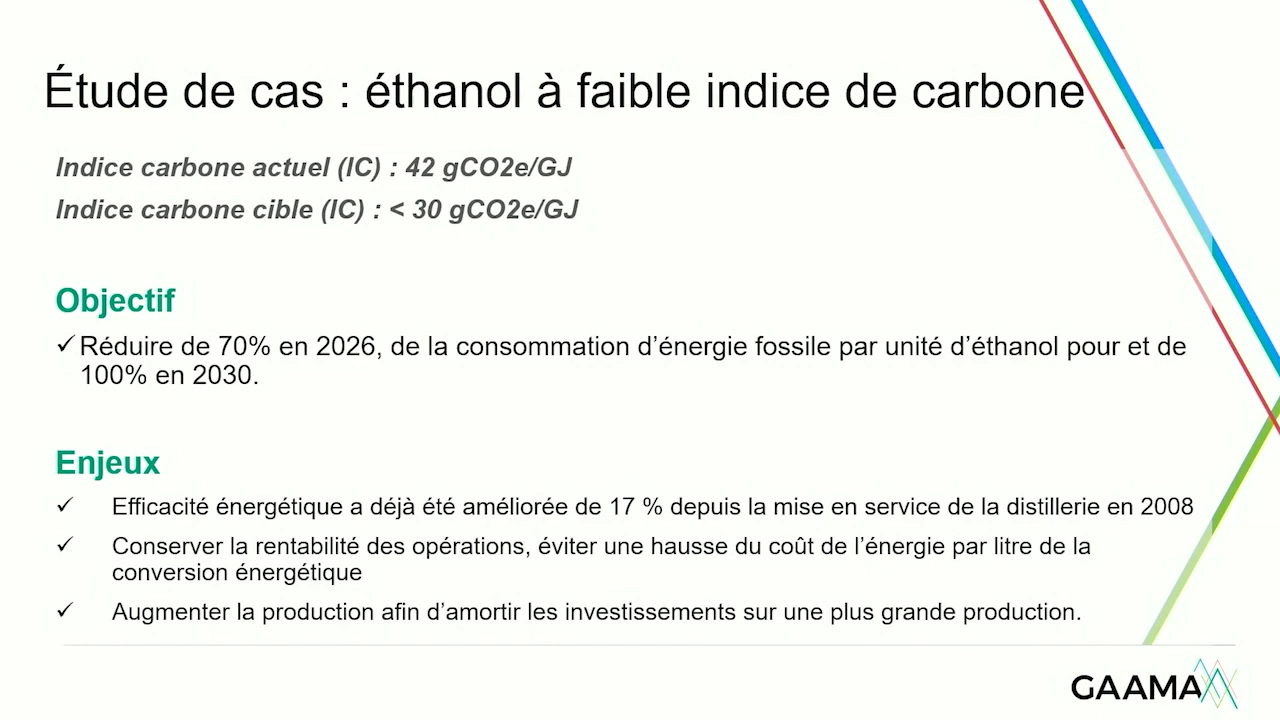 Étude de cas : éthanol à faible indice de carbone
Indice carbone actuel (IC) : 42 gCO2e/GJ
Indice carbone cible (IC) : < 30 gCO2e/GJ
Objectif
✓ Réduire de 70% en 2026, de la consommation d’énergie fossile par unité d’éthanol pour et de
100% en 2030.
Enjeux
✓ Efficacité énergétique a déjà été améliorée de 17 % depuis la mise en service de la distillerie en 2008
✓ Conserver la rentabilité des opérations, éviter une hausse du coût de l’énergie par litre de la
conversion énergétique
✓ Augmenter la production afin d’amortir les investissements sur une plus grande production.
GAAMA